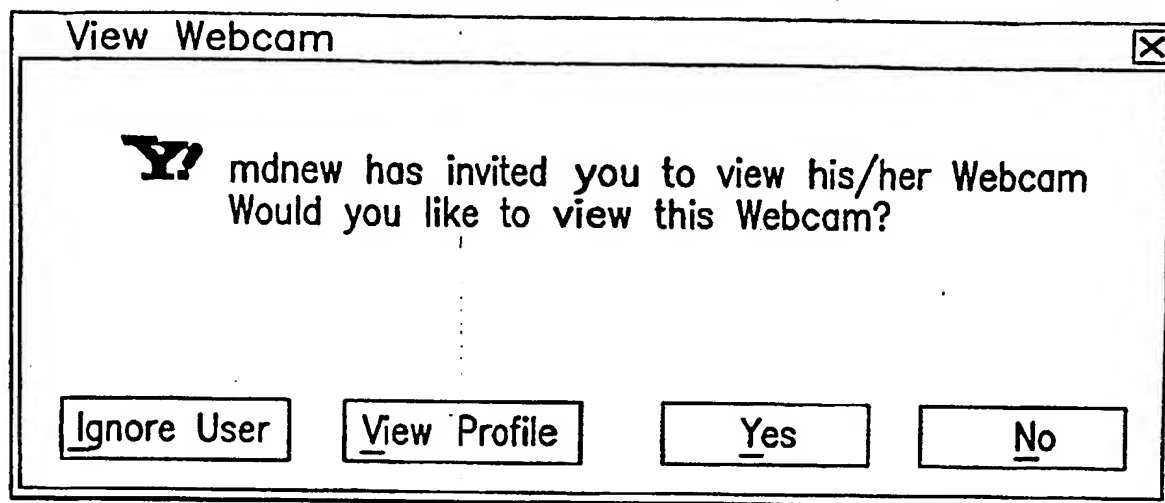 View Webcam
Y! mdnew has invited you to view his/her Webcam
Would you like to view this Webcam?
Ignore User View Profile Yes No